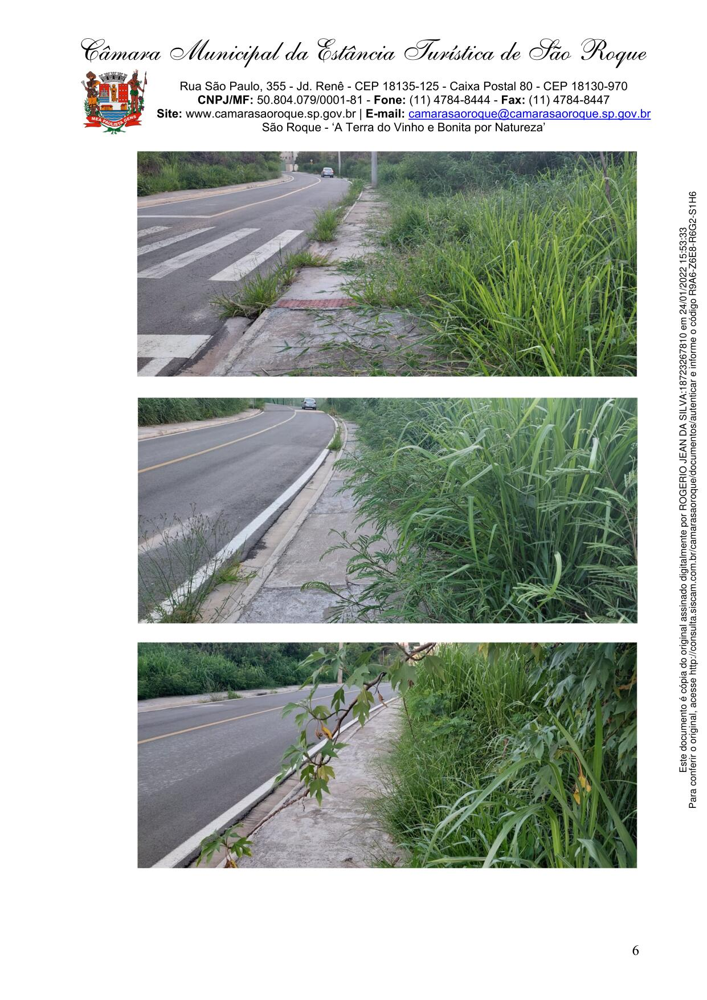 Câmara Municipal da Estância Turística de São Roque
Rua São Paulo, 355 - Jd. Renê - CEP 18135-125 - Caixa Postal 80 - CEP 18130-970
CNPJ/MF: 50.804.079/0001-81 - Fone: (11) 4784-8444 - Fax: (11) 4784-8447
Site: www.camarasaoroque.sp.gov.br | E-mail: camarasaoroque@camarasaoroque.sp.gov.br
São Roque - ‘A Terra do Vinho e Bonita por Natureza’
MEA PAULISTA GENS
Este documento é cópia do original assinado digitalmente por ROGERIO JEAN DA SILVA:18723267810 em 24/01/2022 15:53:33
Para conferir o original, acesse http://consulta.siscam.com.br/camarasaoroque/documentos/autenticar e informe o código R9A6-Z6E8-R6G2-S1H6
6